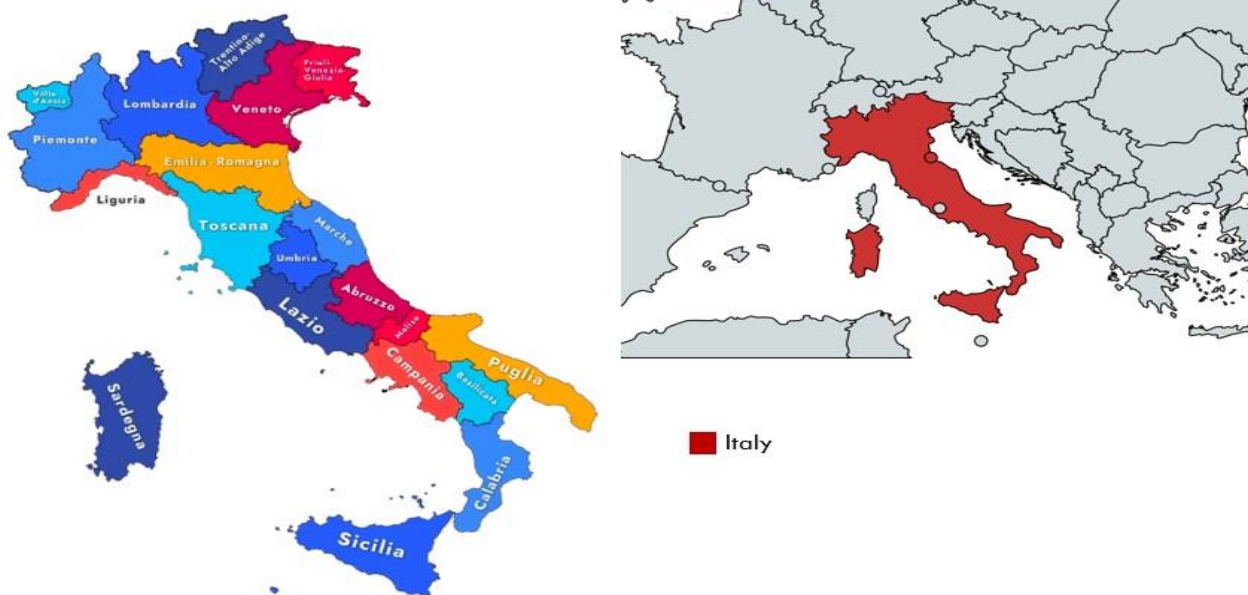 Trentino-
Alto Adige
Friuli-
Venezia-
Giulia
Valle
d'Aosta
Lombardia
Veneto
Piemonte
Emilia-Romagna
Liguria
Toscana
Marche
Umbria
Abruzzo
Lazio
Molise
Campania
Puglia
Basilicata
Sardegna
Calabria
Sicilia
Italy